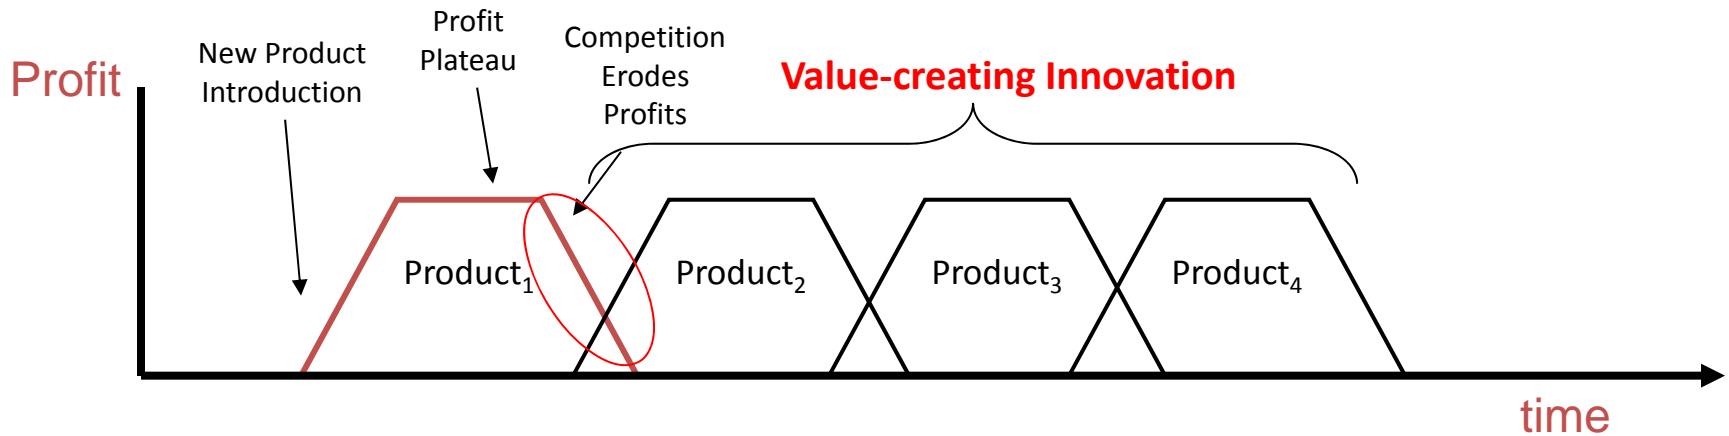 Profit
New Product
Introduction
Profit
Plateau
Competition
Erodes
Profits
Value-creating Innovation
Product₁
Product₂
Product₃
Product₄
time